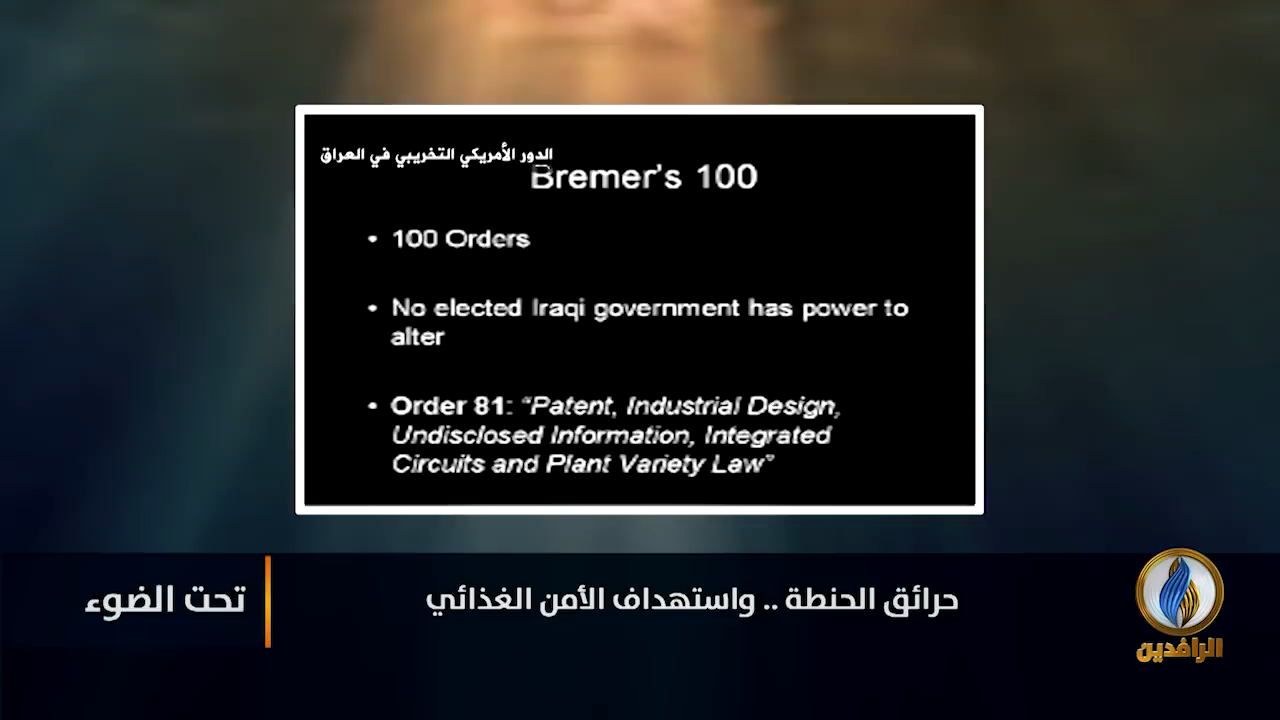 الدور الأمريكي التخريبي في العراق
Bremer's 100
• 100 Orders
• No elected Iraqi government has power to
alter
• Order 81: "Patent, Industrial Design,
Undisclosed Information, Integrated
Circuits and Plant Variety Law"
حرائق الحنطة .. واستهداف الأمن الغذائي
تحت الضوء
الرافدين